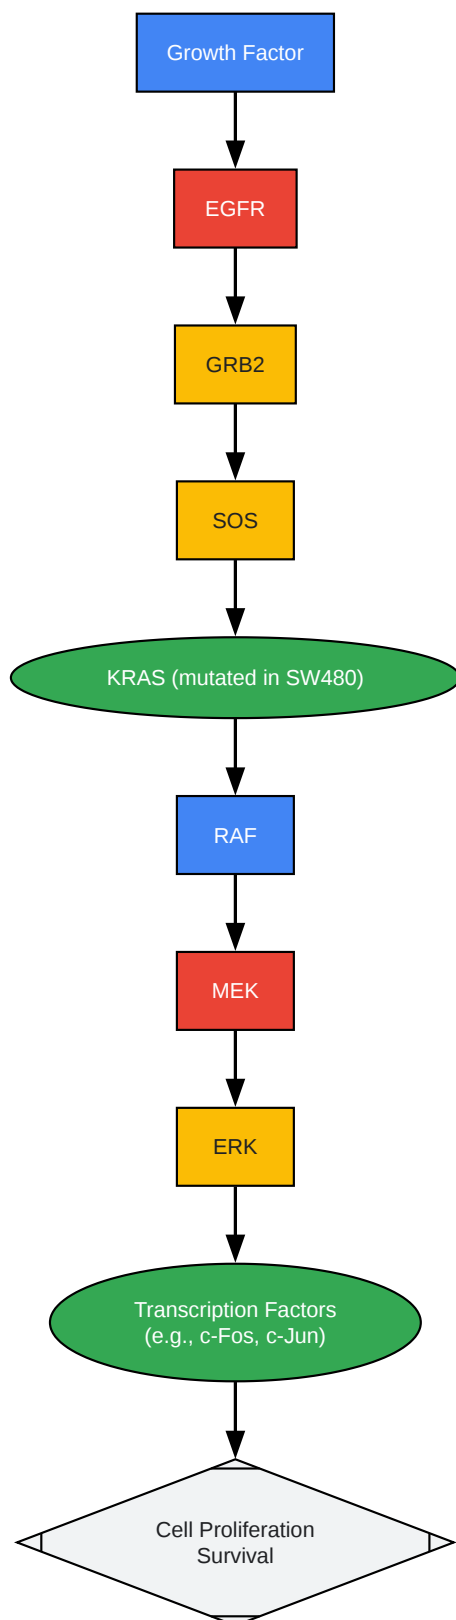 Growth Factor
EGFR
GRB2
SOS
KRAS (mutated in SW480)
RAF
MEK
ERK
Transcription Factors
(e.g., c-Fos, c-Jun)
Cell Proliferation
Survival